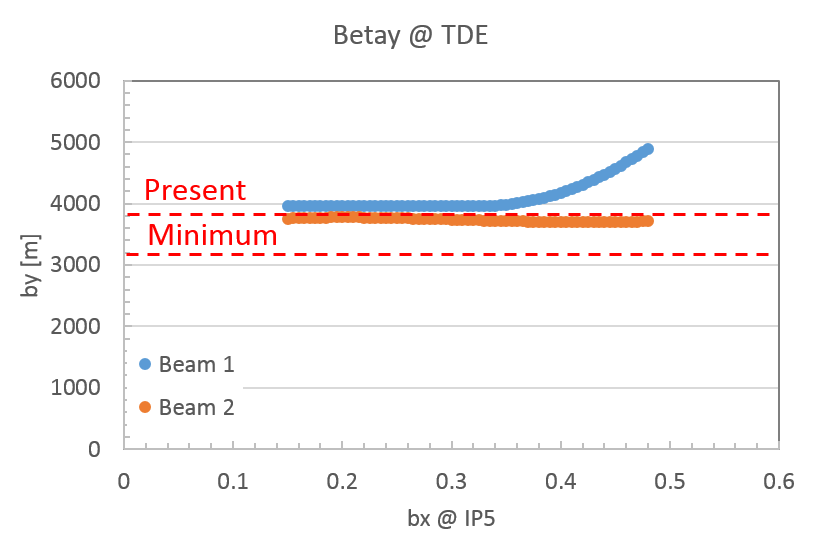 Betay @ TDE
6000
5000
4000
3000
2000
1000
0
by [m]
Present
Minimum
Beam 1
Beam 2
0 0.1 0.2 0.3 0.4 0.5 0.6
bx @ IP5